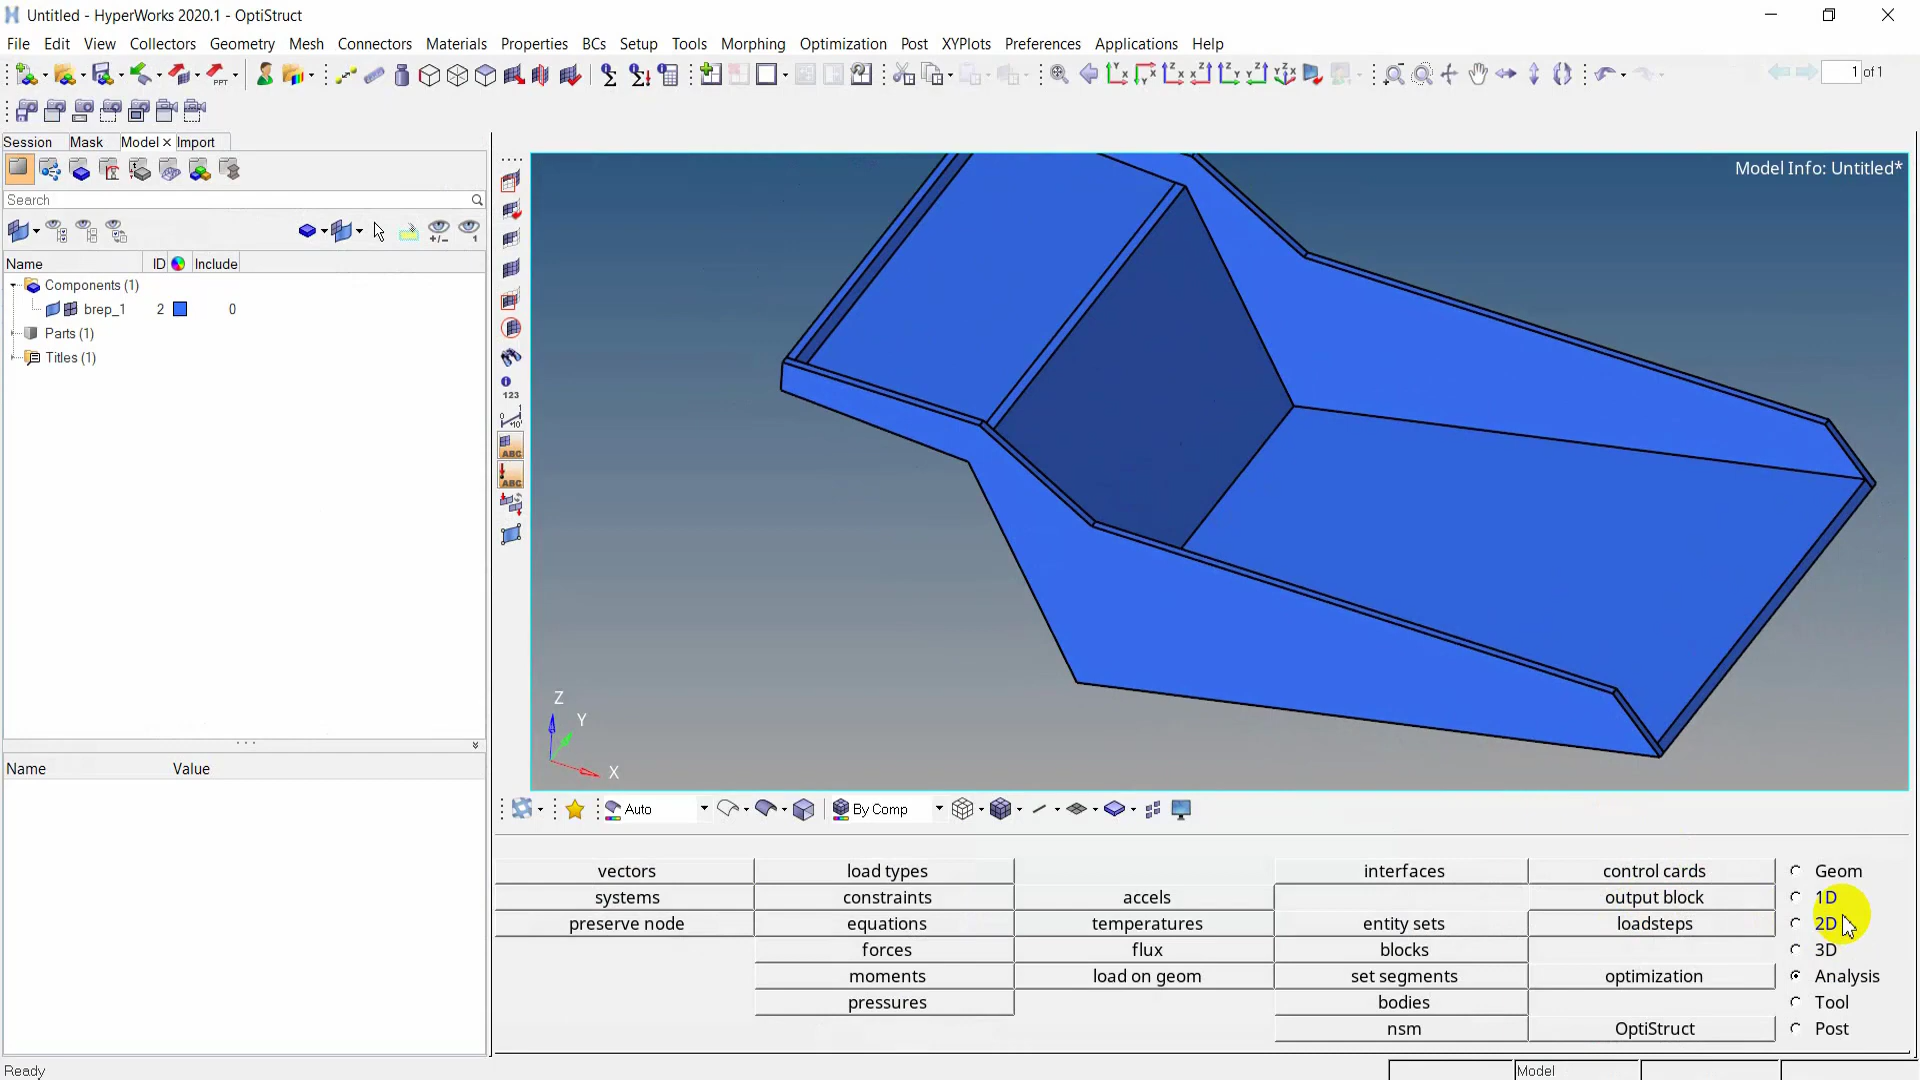 Untitled - HyperWorks 2020.1 - OptiStruct
File Edit View Collectors Geometry Mesh Connectors Materials Properties BCs Setup Tools Morphing Optimization Post XYPlots Preferences Applications Help
1 of 1
Session Mask Model × Import
Model Info: Untitled*
Search
Name ID Include
Components (1)
brep_1 2 0
Parts (1)
Titles (1)
123
ABC
ABC
Z
Y
X
Name Value
Auto By Comp
vectors load types interfaces control cards Geom
systems constraints accels output block 1D
preserve node equations temperatures entity sets loadsteps 2D
forces flux blocks 3D
moments load on geom set segments optimization Analysis
pressures bodies Tool
nsm OptiStruct Post
Ready Model